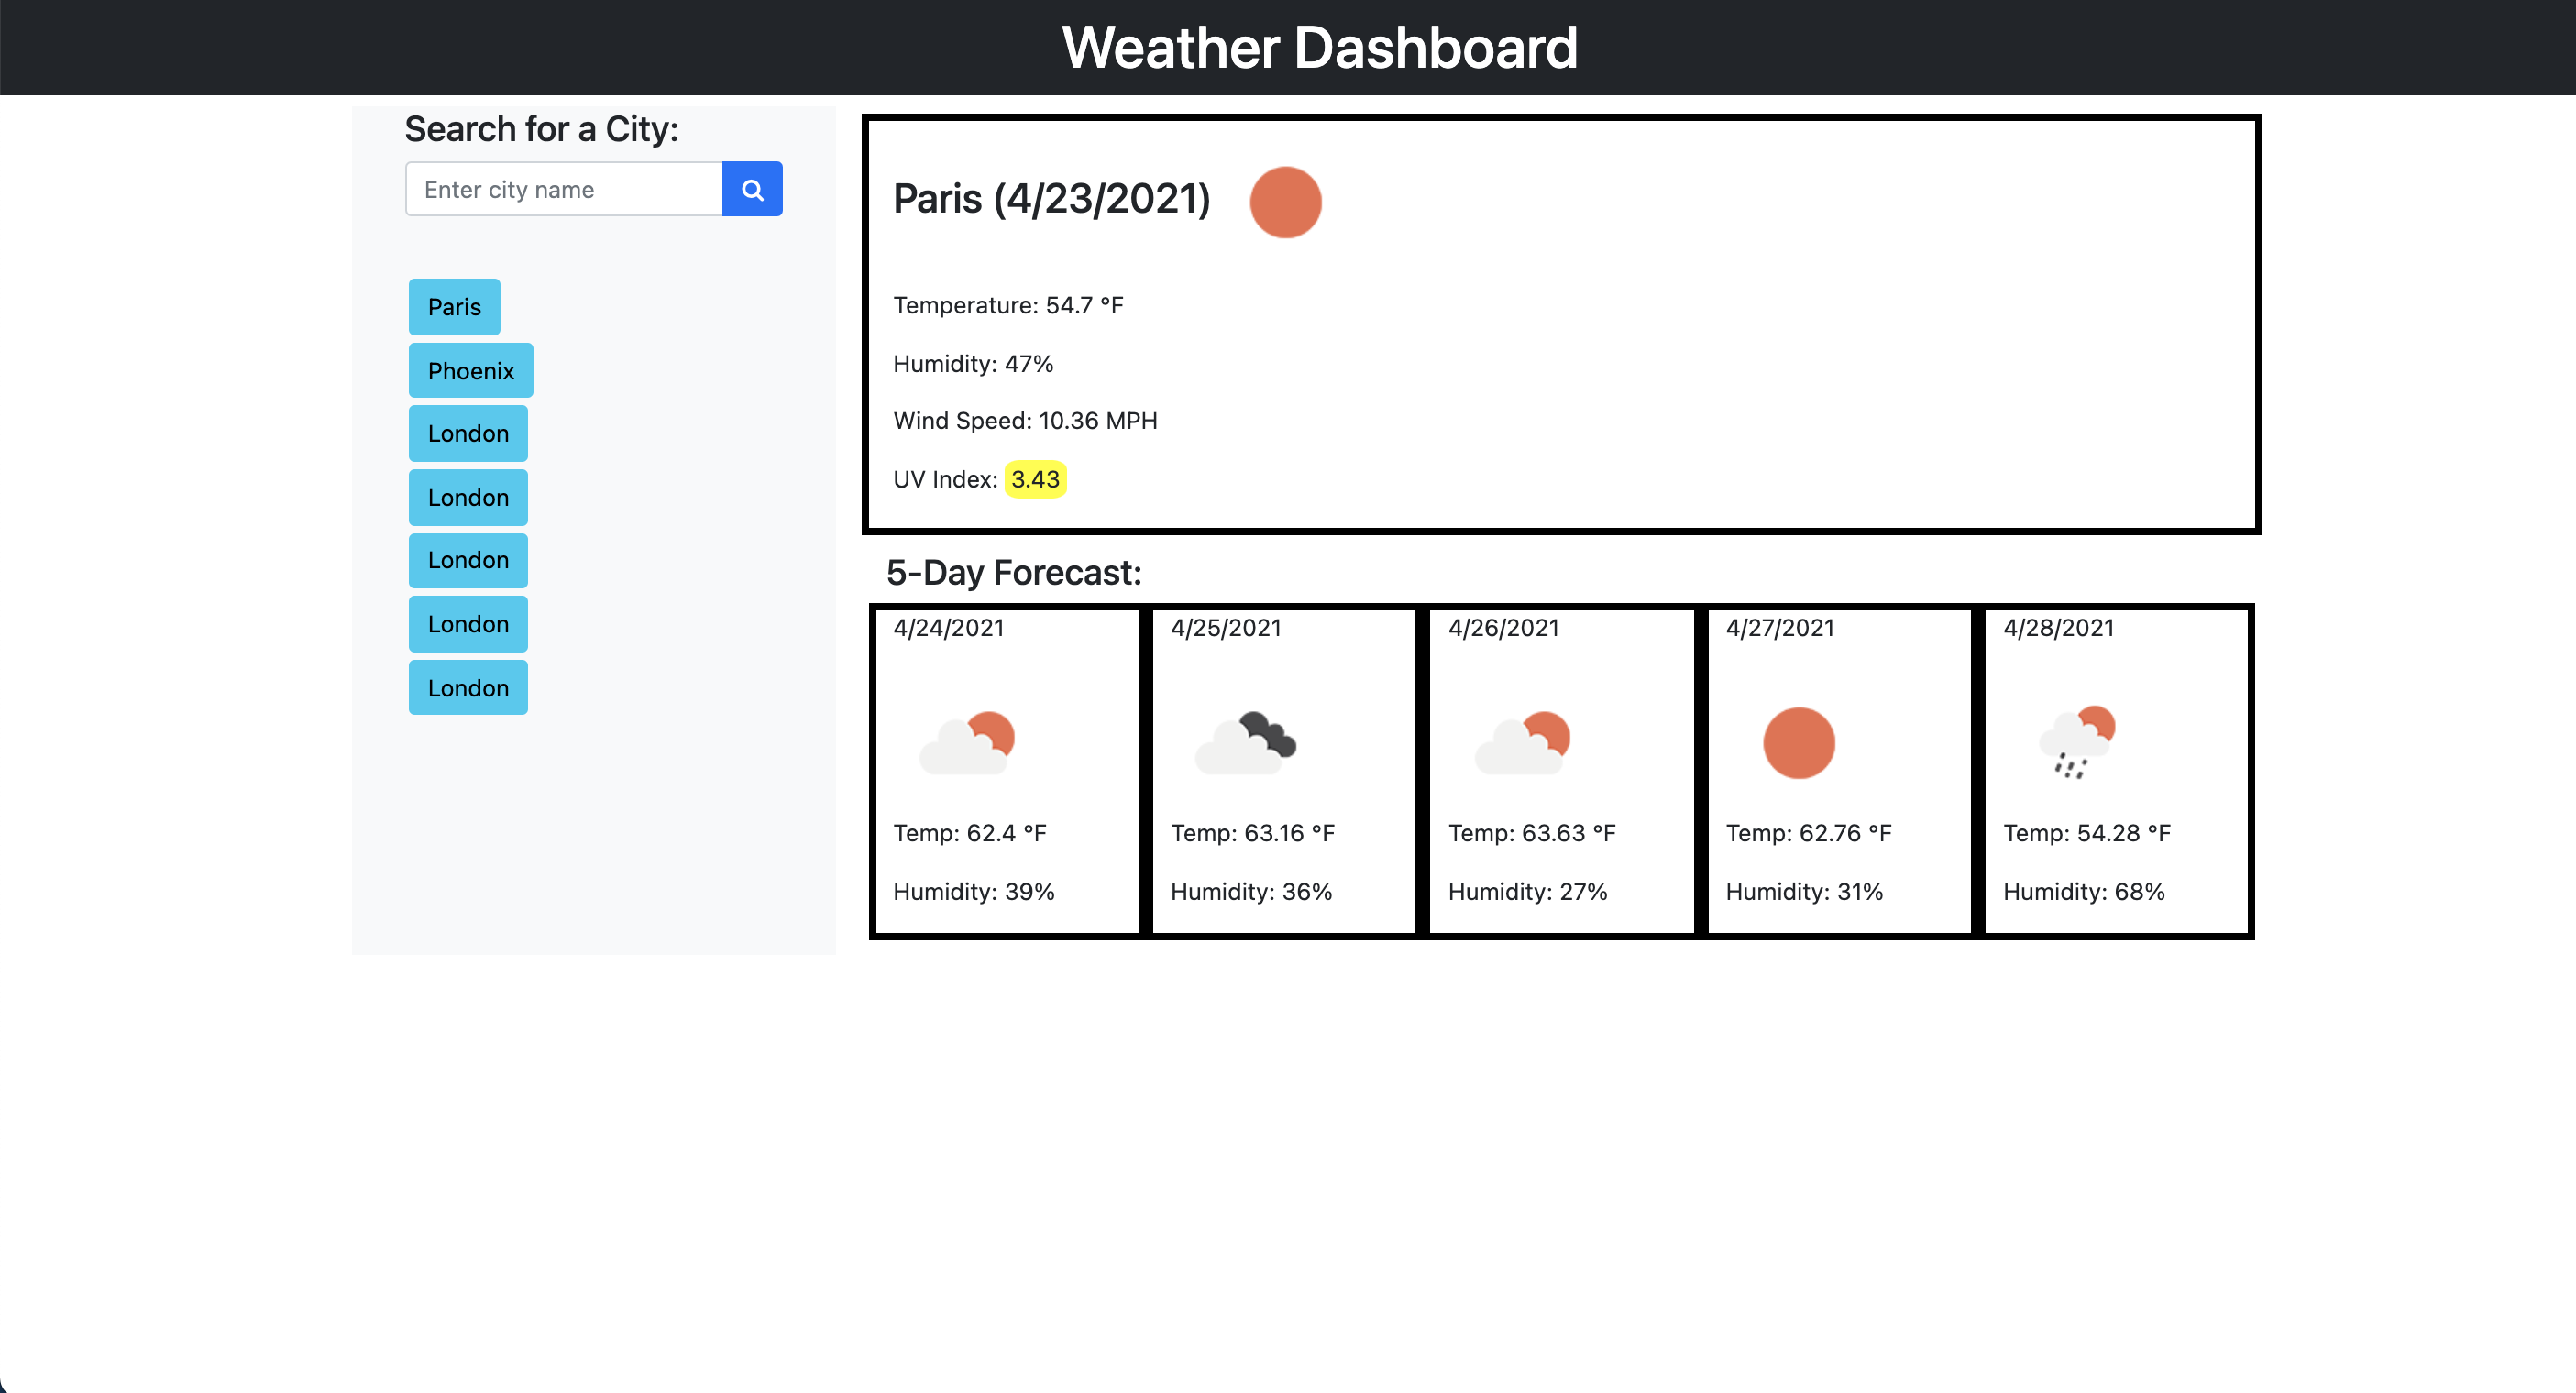 Weather Dashboard
Search for a City:
Enter city name
Paris
Phoenix
London
London
London
London
London
Paris (4/23/2021)
Temperature: 54.7 °F
Humidity: 47%
Wind Speed: 10.36 MPH
UV Index: 3.43
5-Day Forecast:
4/24/2021
Temp: 62.4 °F
Humidity: 39%
4/25/2021
Temp: 63.16 °F
Humidity: 36%
4/26/2021
Temp: 63.63 °F
Humidity: 27%
4/27/2021
Temp: 62.76 °F
Humidity: 31%
4/28/2021
Temp: 54.28 °F
Humidity: 68%